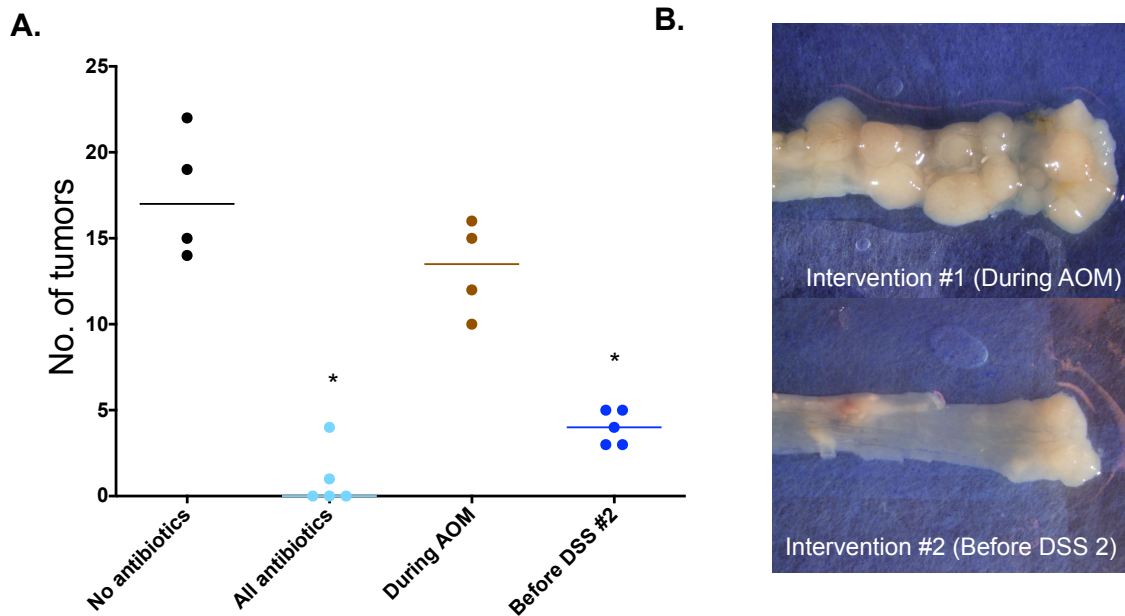 A.
B.
25
20
15
10
5
0
No. of tumors
*
*
No antibiotics
All antibiotics
During AOM
Before DSS #2
Intervention #1 (During AOM)
Intervention #2 (Before DSS 2)